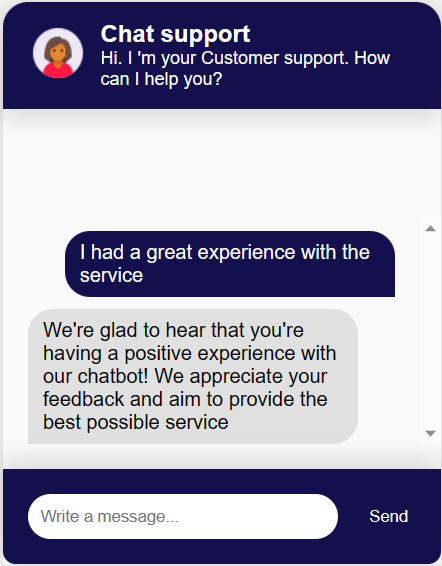 Chat support
Hi. I 'm your Customer support. How
can I help you?
I had a great experience with the
service
We're glad to hear that you're
having a positive experience with
our chatbot! We appreciate your
feedback and aim to provide the
best possible service
Write a message...
Send